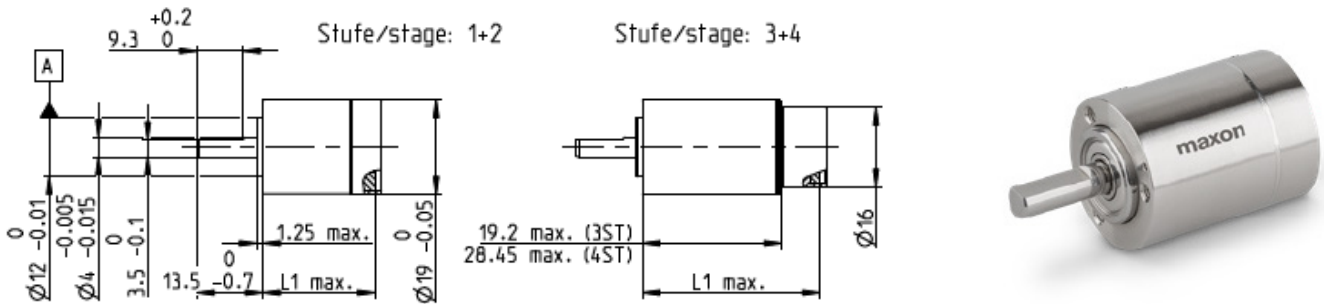 Stufe/stage: 1+2
Stufe/stage: 3+4
+0.2
9.3 0
A
0
Ø12 -0.01
-0.005
Ø4 -0.015
0
3.5 -0.1
0
13.5 -0.7
1.25 max.
L1 max.
0
Ø19 -0.05
19.2 max. (3ST)
28.45 max. (4ST)
L1 max.
Ø16
maxon